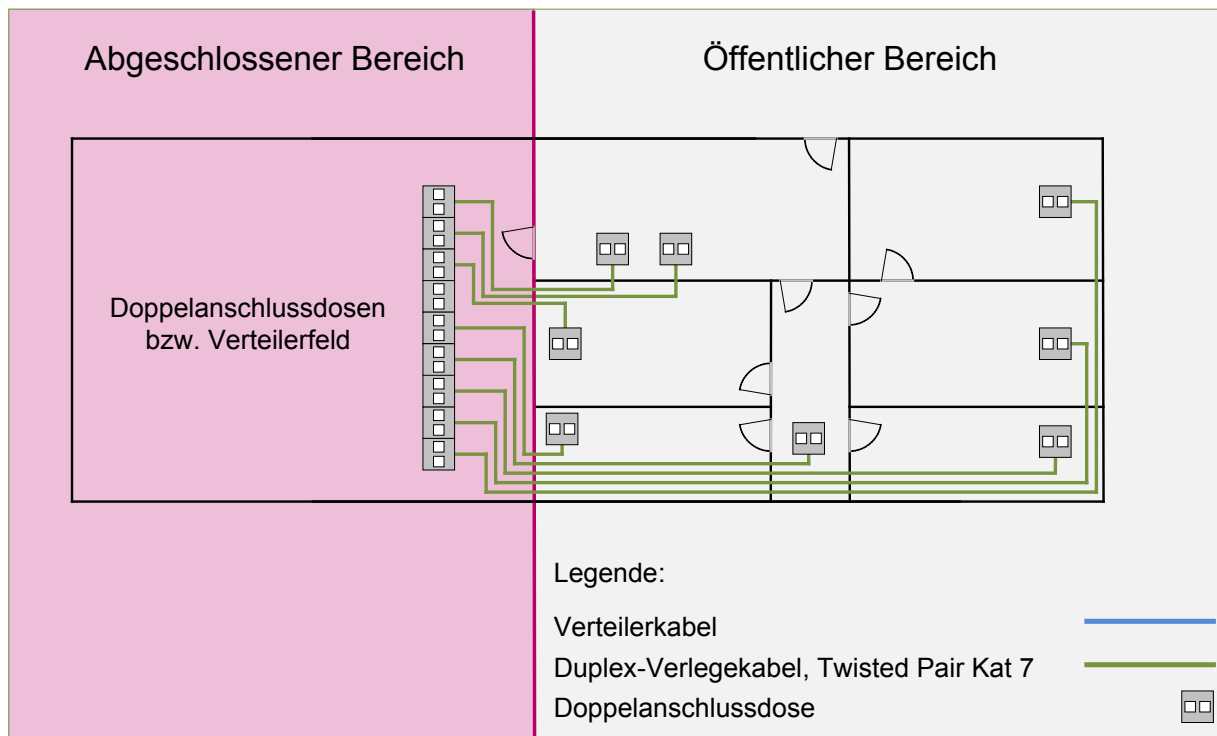 Abgeschlossener Bereich
Öffentlicher Bereich
Doppelanschlussdosen
bzw. Verteilerfeld
Legende:
Verteilerkabel
Duplex-Verlegekabel, Twisted Pair Kat 7
Doppelanschlussdose